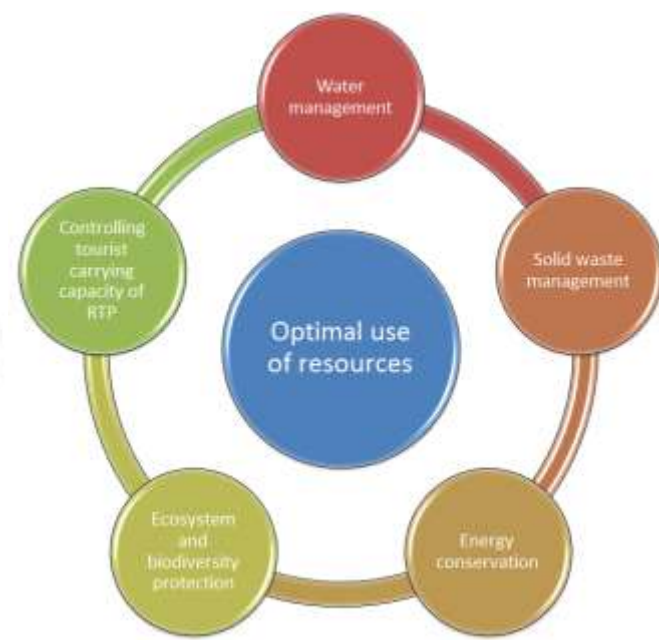 Water
management
Solid waste
management
Energy
conservation
Ecosystem
and
biodiversity
protection
Controlling
tourist
carrying
capacity of
RTP
Optimal use
of resources